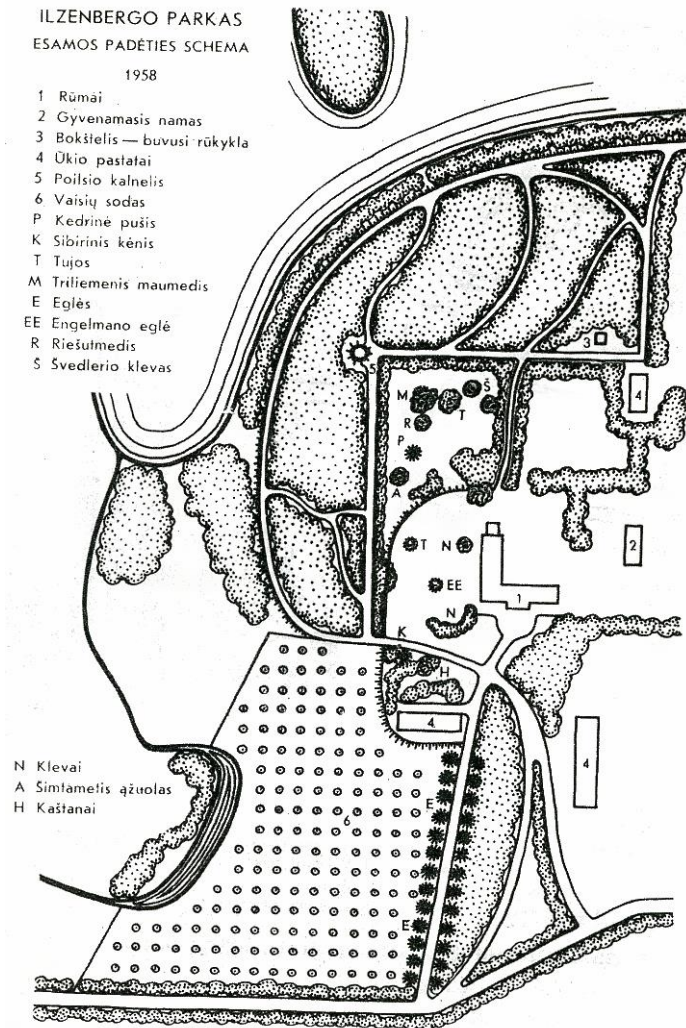 ILZENBERGO PARKAS
ESAMOS PADĖTIES SCHEMA
1958
1 Rūmai
2 Gyvenamasis namas
3 Bokštelis — buvusi rūkykla
4 Ūkio pastatai
5 Poilsio kalnelis
6 Vaisių sodas
P Kedrinė pušis
K Sibirinis kėnis
T Tujos
M Triliemenis maumedis
E Eglės
EE Engelmano eglė
R Riešutmedis
Š Švedlerio klevas
3
5
4
M
Š
T
R
P
A
T
N
2
EE
1
N
K
H
4
4
N Klevai
A Šimtametis ąžuolas
H Kaštanai
E
6
E